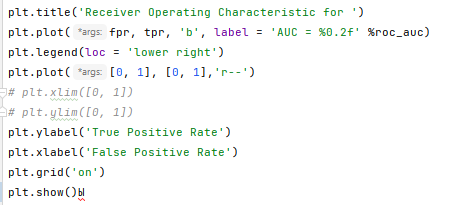 plt.title('Receiver Operating Characteristic for ')
plt.plot( *args: fpr, tpr, 'b', label = 'AUC = %0.2f' %roc_auc)
plt.legend(loc = 'lower right')
plt.plot( *args: [0, 1], [0, 1],'r--')
# plt.xlim([0, 1])
# plt.ylim([0, 1])
plt.ylabel('True Positive Rate')
plt.xlabel('False Positive Rate')
plt.grid('on')
plt.show()ы